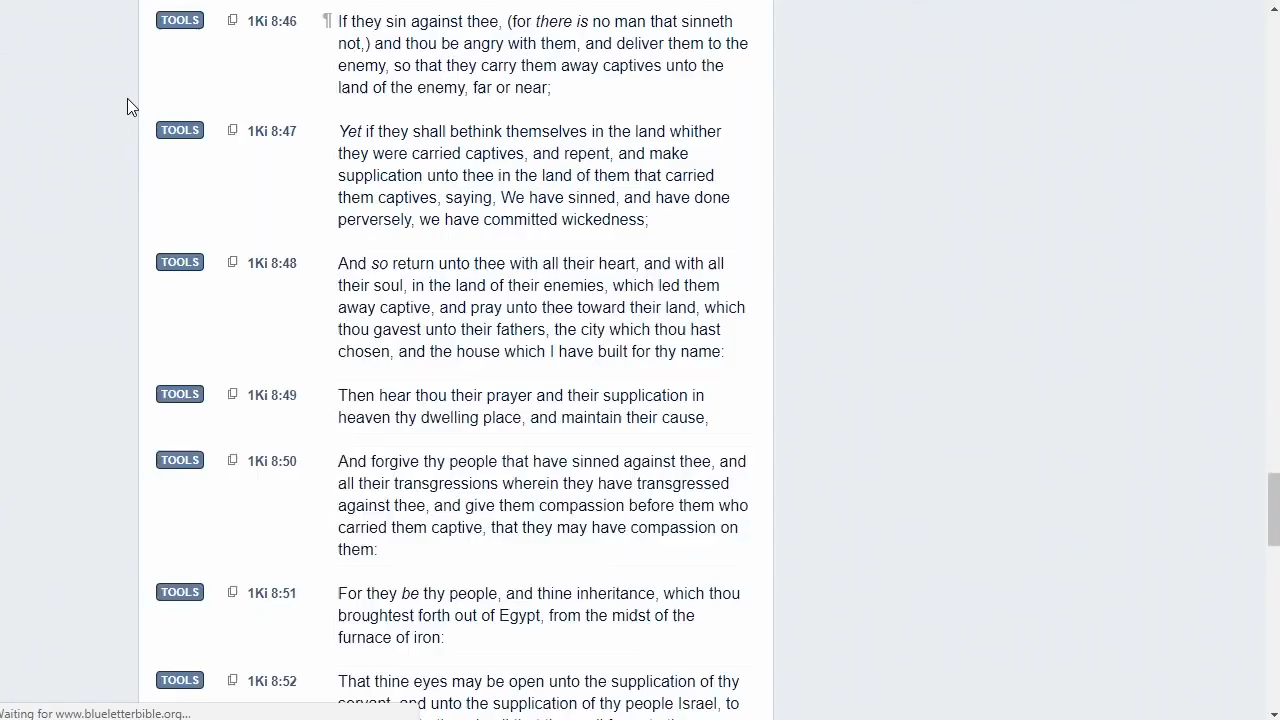 TOOLS 1Ki 8:46 ¶ If they sin against thee, (for there is no man that sinneth
not,) and thou be angry with them, and deliver them to the
enemy, so that they carry them away captives unto the
land of the enemy, far or near;
TOOLS 1Ki 8:47 Yet if they shall bethink themselves in the land whither
they were carried captives, and repent, and make
supplication unto thee in the land of them that carried
them captives, saying, We have sinned, and have done
perversely, we have committed wickedness;
TOOLS 1Ki 8:48 And so return unto thee with all their heart, and with all
their soul, in the land of their enemies, which led them
away captive, and pray unto thee toward their land, which
thou gavest unto their fathers, the city which thou hast
chosen, and the house which I have built for thy name:
TOOLS 1Ki 8:49 Then hear thou their prayer and their supplication in
heaven thy dwelling place, and maintain their cause,
TOOLS 1Ki 8:50 And forgive thy people that have sinned against thee, and
all their transgressions wherein they have transgressed
against thee, and give them compassion before them who
carried them captive, that they may have compassion on
them:
TOOLS 1Ki 8:51 For they be thy people, and thine inheritance, which thou
broughtest forth out of Egypt, from the midst of the
furnace of iron:
TOOLS 1Ki 8:52 That thine eyes may be open unto the supplication of thy
servant, and unto the supplication of thy people Israel, to
Waiting for www.blueletterbible.org...